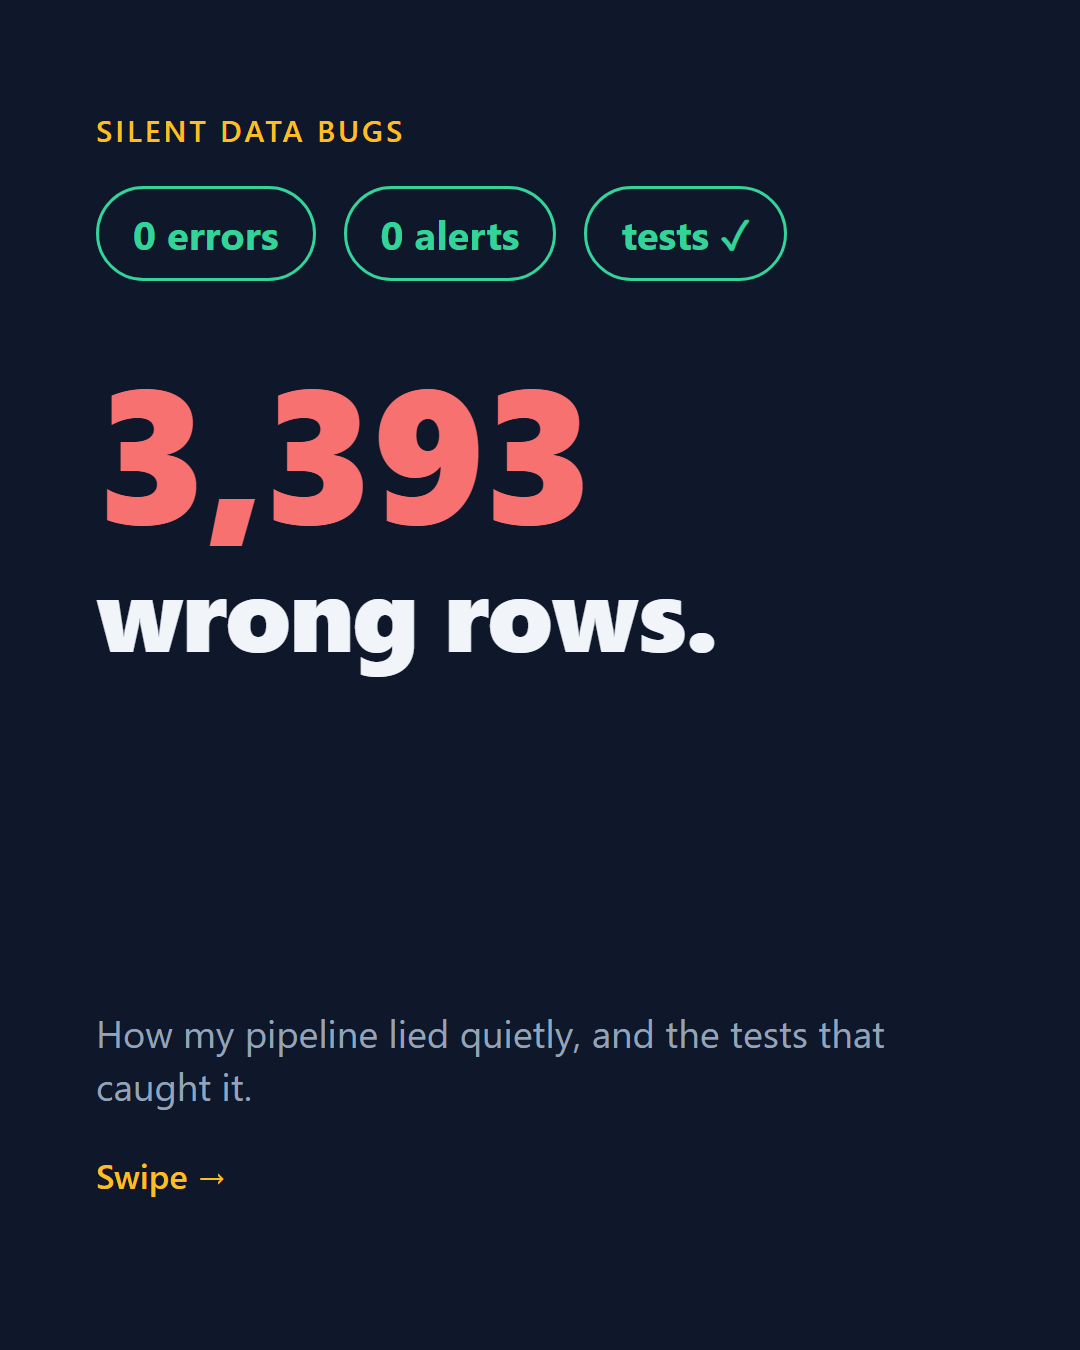 SILENT DATA BUGS
0 errors 0 alerts tests ✓
3,393
wrong rows.
How my pipeline lied quietly, and the tests that
caught it.
Swipe →